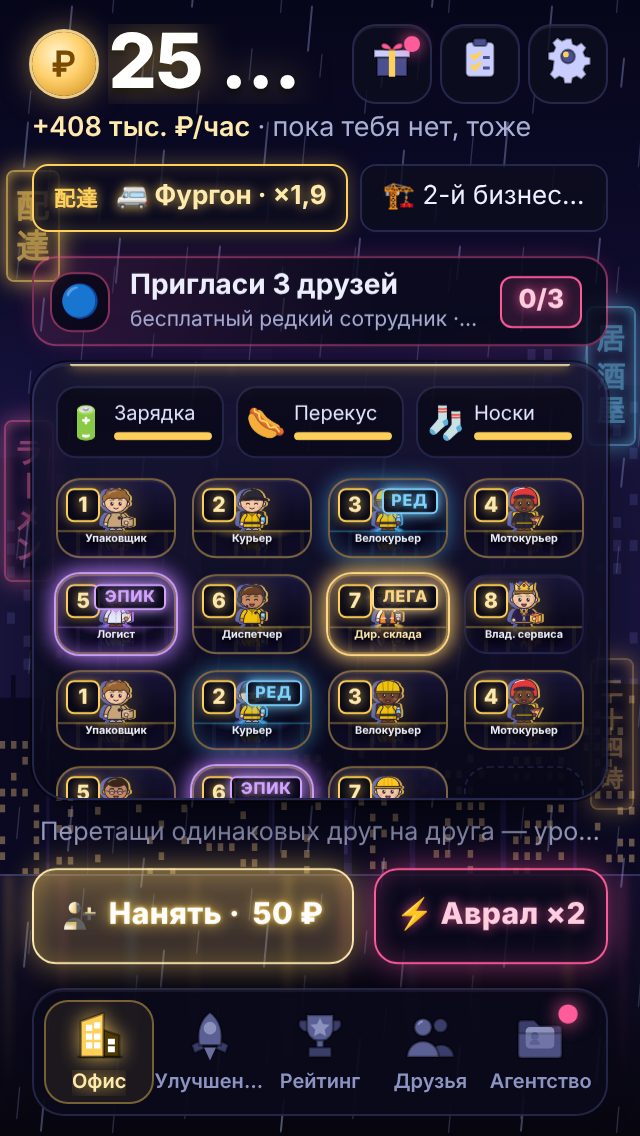 ₽ 25 ...
+408 тыс. ₽/час · пока тебя нет, тоже
配達
配達 Фургон · ×1,9
2-й бизнес...
Пригласи 3 друзей
бесплатный редкий сотрудник ·...
0/3
居酒屋
Зарядка
Перекус
Носки
ラーメン
1 Упаковщик
2 Курьер
3 РЕД Велокурьер
4 Мотокурьер
5 ЭПИК Логист
6 Диспетчер
7 ЛЕГА Дир. склада
8 Влад. сервиса
1 Упаковщик
2 РЕД Курьер
3 Велокурьер
4 Мотокурьер
5
6 ЭПИК
7
Перетащи одинаковых друг на друга — уро...
Нанять · 50 ₽
Аврал ×2
Офис
Улучшен...
Рейтинг
Друзья
Агентство